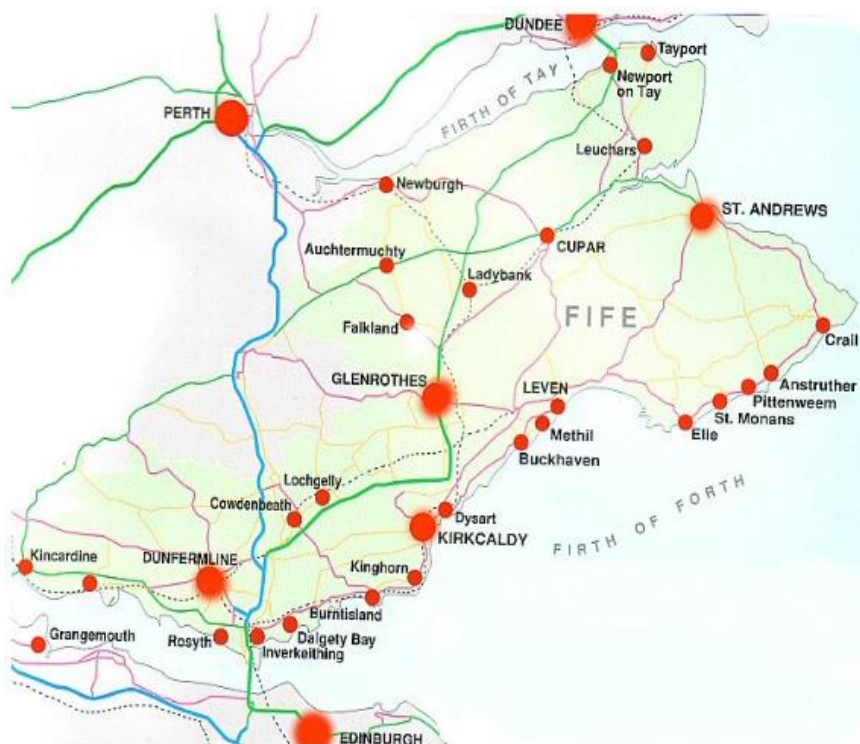 DUNDEE
Tayport
Newport
on Tay
FIRTH OF TAY
PERTH
Leuchars
Newburgh
ST. ANDREWS
CUPAR
Auchtermuchty
Ladybank
FIFE
Falkland
Crail
GLENROTHES
LEVEN
Anstruther
Pittenweem
St. Monans
Elie
Methil
Buckhaven
Lochgelly
Cowdenbeath
Dysart
KIRKCALDY
FIRTH OF FORTH
Kincardine
DUNFERMLINE
Kinghorn
Burntisland
Grangemouth
Rosyth
Dalgety Bay
Inverkeithing
EDINBURGH